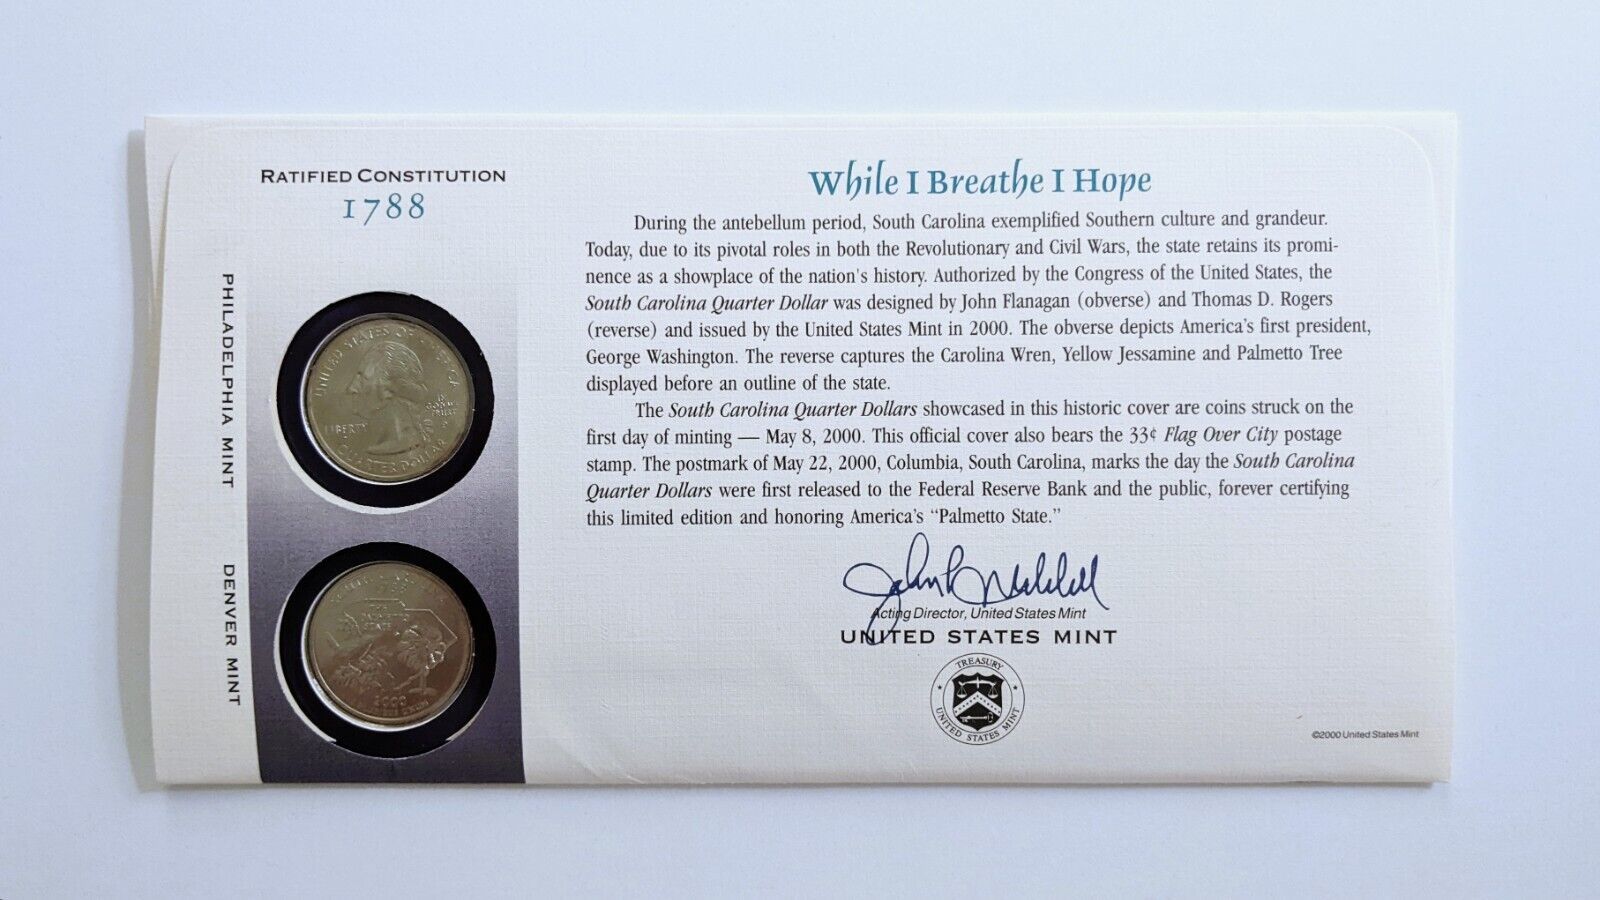 RATIFIED CONSTITUTION
1788
PHILADELPHIA MINT
DENVER MINT
UNITED STATES OF AMERICA
LIBERTY
IN
GOD WE
TRUST
P
QUARTER DOLLAR
1788
THE
PALMETTO
STATE
2000
While I Breathe I Hope
During the antebellum period, South Carolina exemplified Southern culture and grandeur.
Today, due to its pivotal roles in both the Revolutionary and Civil Wars, the state retains its promi-
nence as a showplace of the nation's history. Authorized by the Congress of the United States, the
South Carolina Quarter Dollar was designed by John Flanagan (obverse) and Thomas D. Rogers
(reverse) and issued by the United States Mint in 2000. The obverse depicts America's first president,
George Washington. The reverse captures the Carolina Wren, Yellow Jessamine and Palmetto Tree
displayed before an outline of the state.
The South Carolina Quarter Dollars showcased in this historic cover are coins struck on the
first day of minting — May 8, 2000. This official cover also bears the 33¢ Flag Over City postage
stamp. The postmark of May 22, 2000, Columbia, South Carolina, marks the day the South Carolina
Quarter Dollars were first released to the Federal Reserve Bank and the public, forever certifying
this limited edition and honoring America's “Palmetto State.”
Acting Director, United States Mint
UNITED STATES MINT
TREASURY
UNITED STATES MINT
©2000 United States Mint